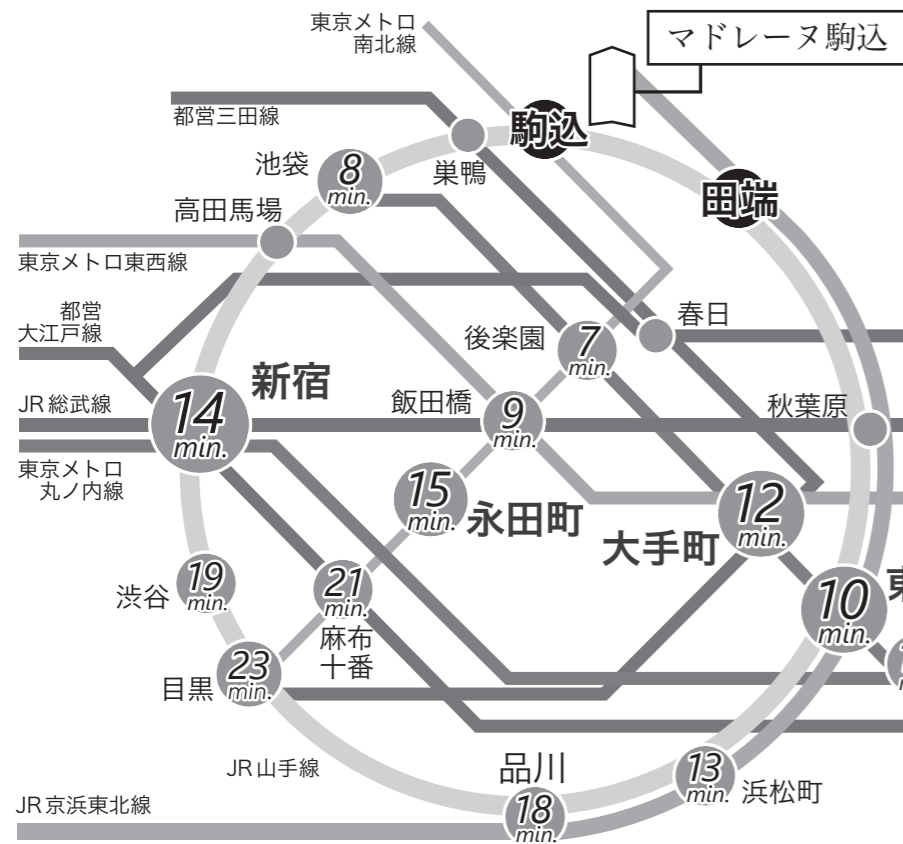 東京メトロ
南北線
マドレーヌ駒込
都営三田線
駒込
池袋
8
min.
巣鴨
田端
高田馬場
東京メトロ東西線
都営
大江戸線
後楽園
7
min.
春日
新宿
14
min.
JR総武線
飯田橋
9
min.
秋葉原
東京メトロ
丸ノ内線
15
min.
永田町
大手町
12
min.
渋谷
19
min.
21
min.
麻布
十番
10
min.
目黒
23
min.
JR山手線
品川
18
min.
13
min.
浜松町
JR京浜東北線